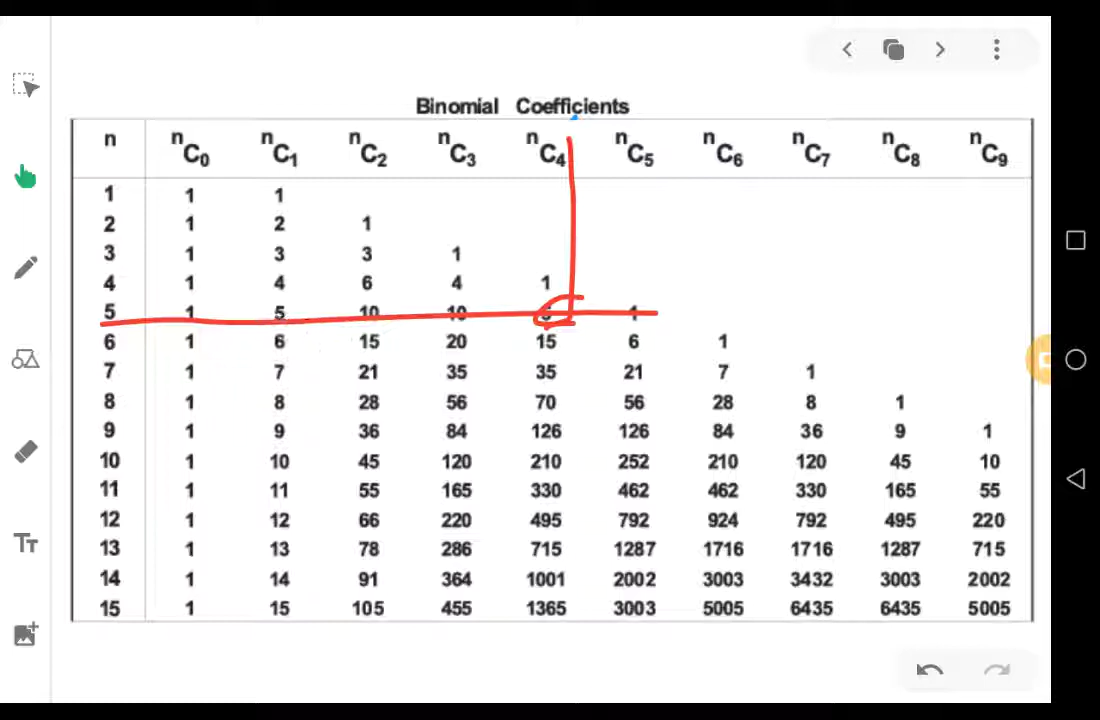 Binomial Coefficients
n nC0 nC1 nC2 nC3 nC4 nC5 nC6 nC7 nC8 nC9
1 1 1
2 1 2 1
3 1 3 3 1
4 1 4 6 4 1
5 1 5 10 10 5 1
6 1 6 15 20 15 6 1
7 1 7 21 35 35 21 7 1
8 1 8 28 56 70 56 28 8 1
9 1 9 36 84 126 126 84 36 9 1
10 1 10 45 120 210 252 210 120 45 10
11 1 11 55 165 330 462 462 330 165 55
12 1 12 66 220 495 792 924 792 495 220
13 1 13 78 286 715 1287 1716 1716 1287 715
14 1 14 91 364 1001 2002 3003 3432 3003 2002
15 1 15 105 455 1365 3003 5005 6435 6435 5005
Tт